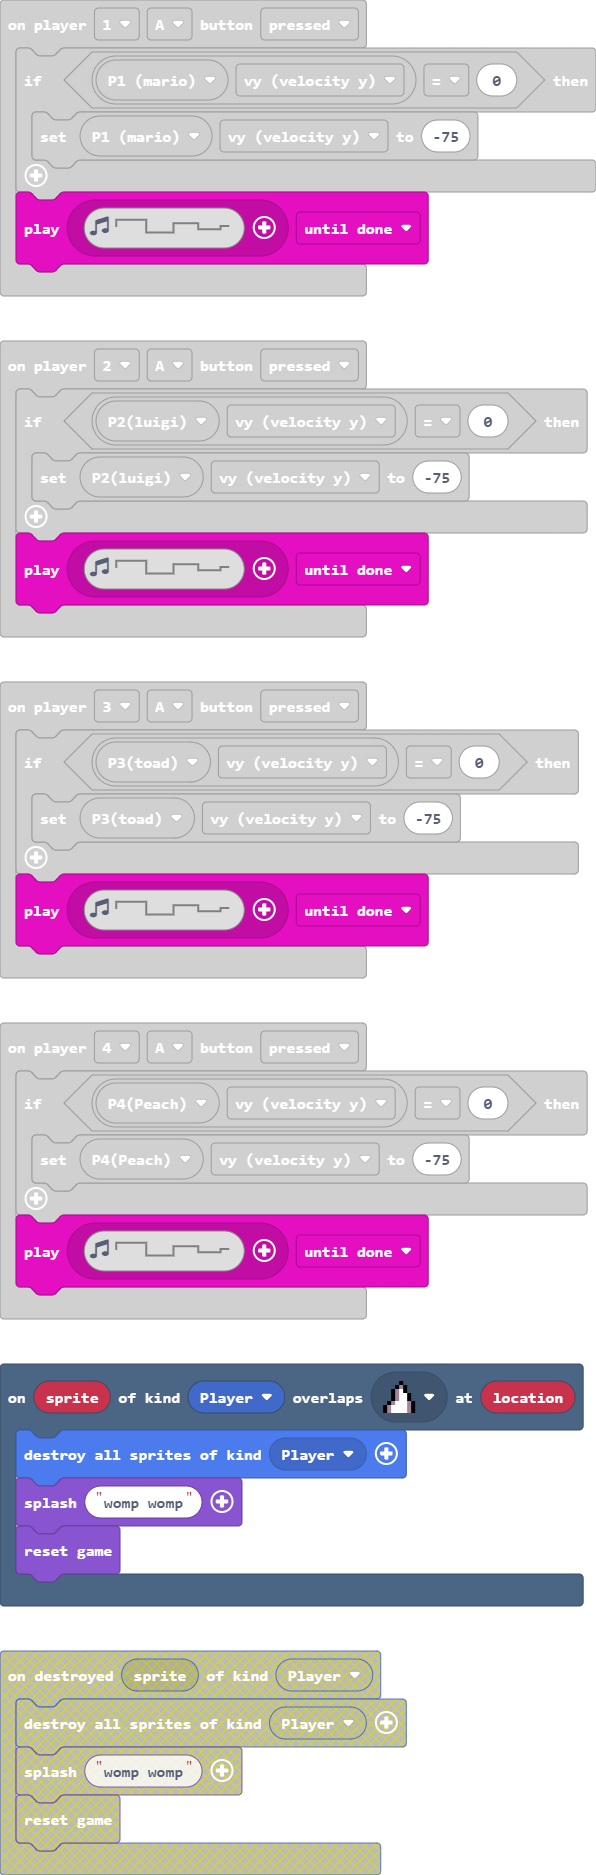 on player 1 A button pressed
if P1 (mario) vy (velocity y) = 0 then
set P1 (mario) vy (velocity y) to -75
play until done
on player 2 A button pressed
if P2(luigi) vy (velocity y) = 0 then
set P2(luigi) vy (velocity y) to -75
play until done
on player 3 A button pressed
if P3(toad) vy (velocity y) = 0 then
set P3(toad) vy (velocity y) to -75
play until done
on player 4 A button pressed
if P4(Peach) vy (velocity y) = 0 then
set P4(Peach) vy (velocity y) to -75
play until done
on sprite of kind Player overlaps at location
destroy all sprites of kind Player
splash "womp womp"
reset game
on destroyed sprite of kind Player
destroy all sprites of kind Player
splash "womp womp"
reset game